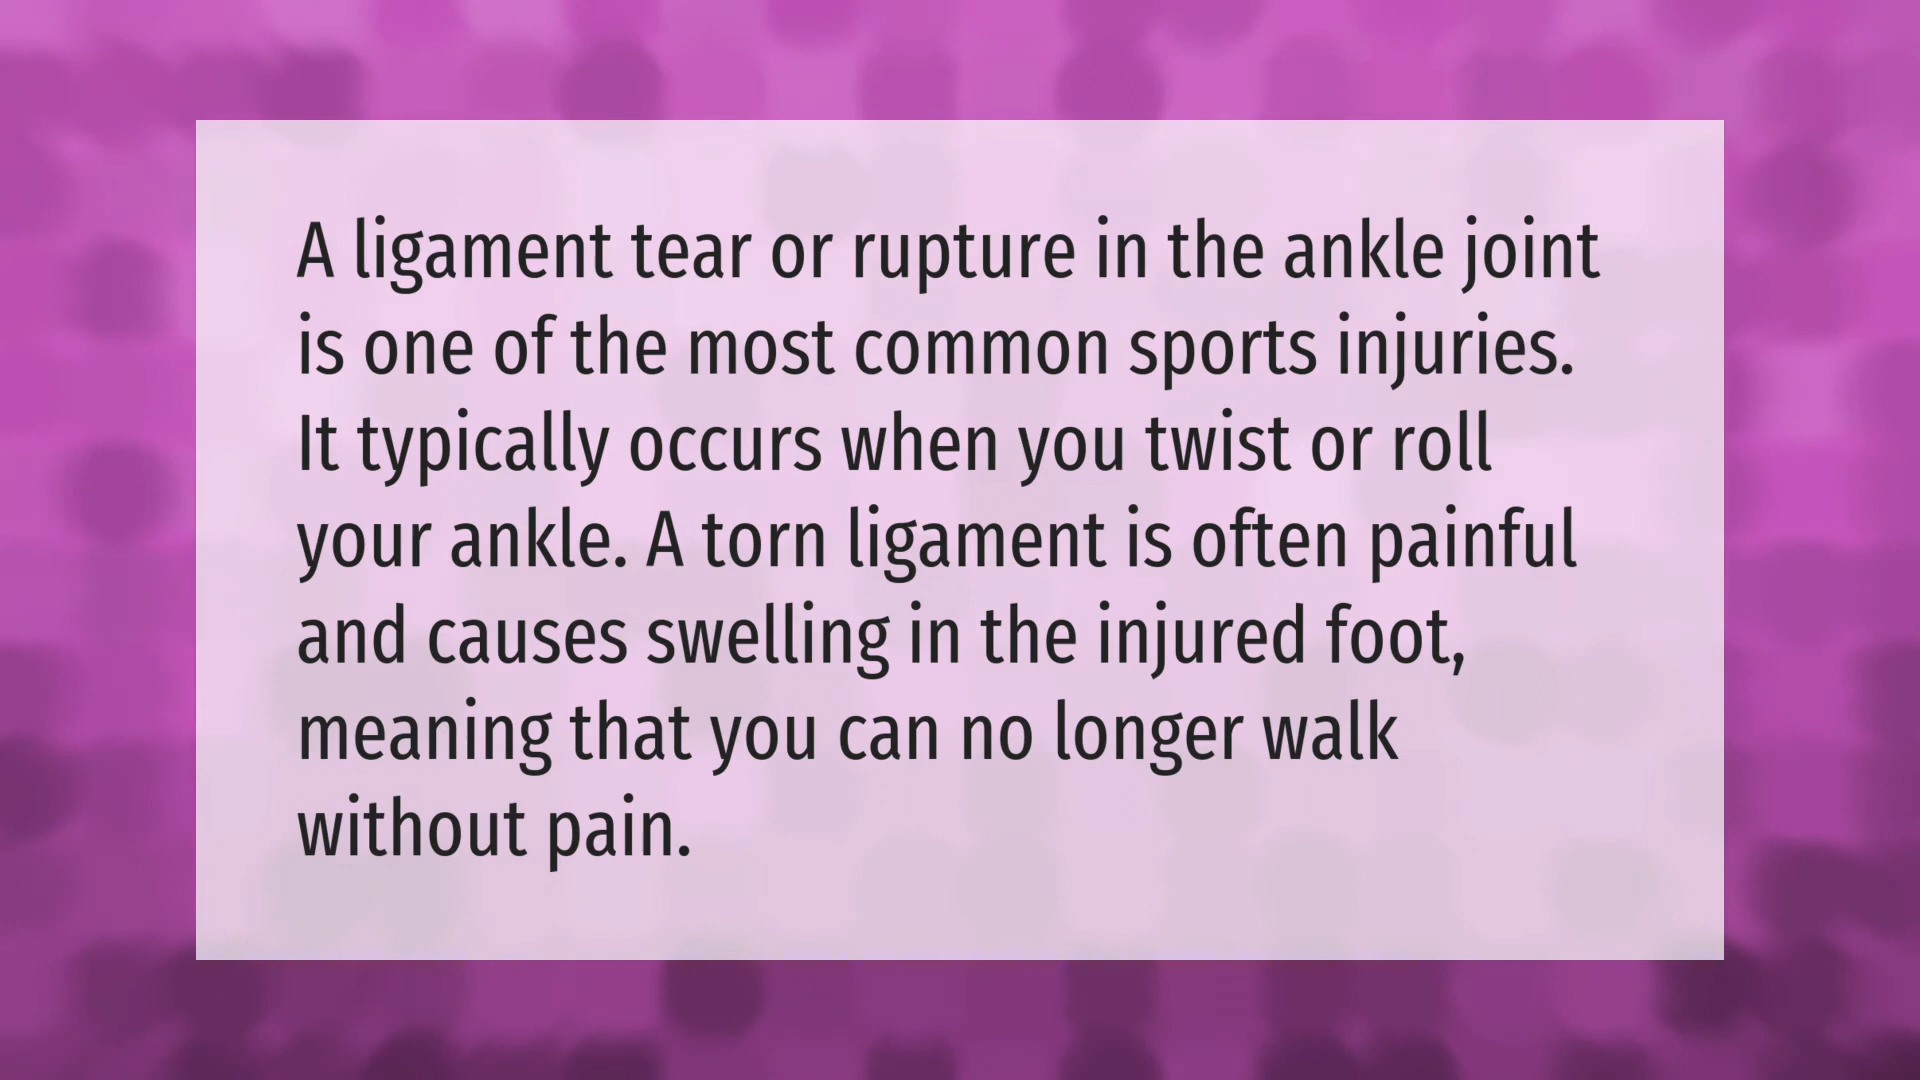 A ligament tear or rupture in the ankle joint
is one of the most common sports injuries.
It typically occurs when you twist or roll
your ankle. A torn ligament is often painful
and causes swelling in the injured foot,
meaning that you can no longer walk
without pain.